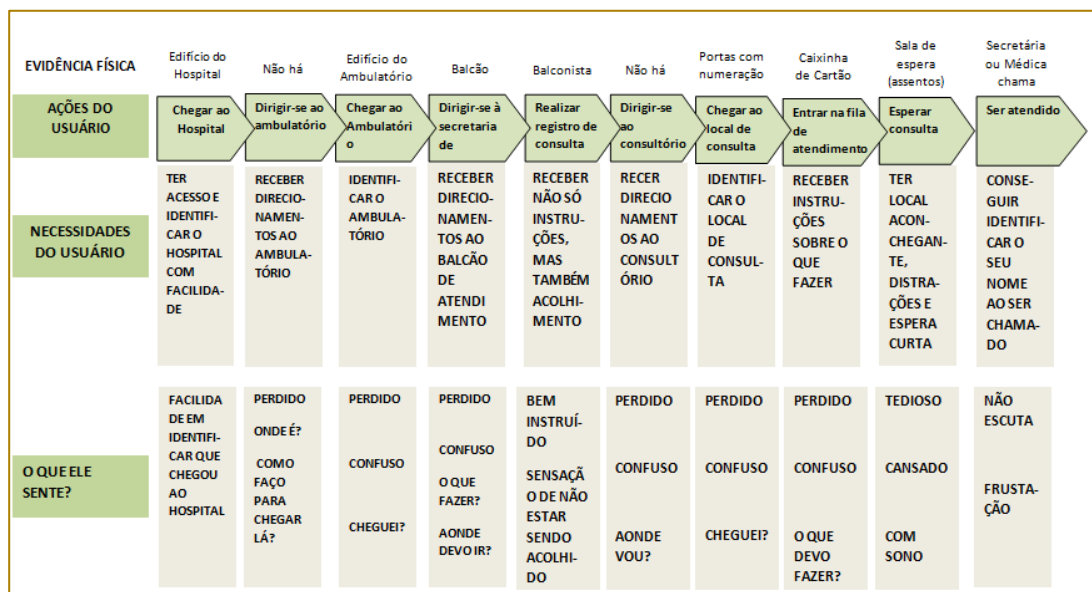 EVIDÊNCIA FÍSICA
Edifício do
Hospital
Não há
Edifício do
Ambulatório
Balcão
Balconista
Não há
Portas com
numeração
Caixinha
de Cartão
Sala de
espera
(assentos)
Secretária
ou Médica
chama
AÇÕES DO
USUÁRIO
Chegar ao
Hospital
Dirigir-se ao
ambulatório
Chegar ao
Ambulatóri
o
Dirigir-se à
secretaria
de
Realizar
registro de
consulta
Dirigir-se
ao
consultório
Chegar ao
local de
consulta
Entrar na fila
de
atendimento
Esperar
consulta
Ser atendido
NECESSIDADES
DO USUÁRIO
TER
ACESSO E
IDENTIFI-
CAR O
HOSPITAL
COM
FACILIDA-
DE
RECEBER
DIRECIO-
NAMEN-
TOS AO
AMBULA-
TÓRIO
IDENTIFI-
CAR O
AMBULA-
TÓRIO
RECEBER
DIRECIO-
NAMEN-
TOS AO
BALCÃO
DE
ATENDI
MENTO
RECEBER
NÃO SÓ
INSTRU-
ÇÕES,
MAS
TAMBÉM
ACOLHI-
MENTO
RECER
DIRECIO
NAMENT
OS AO
CONSULT
ÓRIO
IDENTIFI-
CAR O
LOCAL
DE
CONSUL-
TA
RECEBER
INSTRU-
ÇÕES
SOBRE O
QUE
FAZER
TER
LOCAL
ACON-
CHEGAN-
TE,
DISTRA-
ÇÕES E
ESPERA
CURTA
CONSE-
GUIR
IDENTIFI-
CAR O
SEU
NOME
AO SER
CHAMA-
DO
O QUE ELE
SENTE?
FACILIDA
DE EM
IDENTIFI-
CAR QUE
CHEGOU
AO
HOSPITAL
PERDIDO
ONDE É?
COMO
FAÇO
PARA
CHEGAR
LÁ?
PERDIDO
CONFUSO
CHEGUEI?
PERDIDO
CONFUSO
O QUE
FAZER?
AONDE
DEVO IR?
BEM
INSTRUÍ-
DO
SENSAÇÃ
O DE NÃO
ESTAR
SENDO
ACOLHI-
DO
PERDIDO
CONFUSO
AONDE
VOU?
PERDIDO
CONFUSO
CHEGUEI?
PERDIDO
CONFUSO
O QUE
DEVO
FAZER?
TEDIOSO
CANSADO
COM
SONO
NÃO
ESCUTA
FRUSTA-
ÇÃO